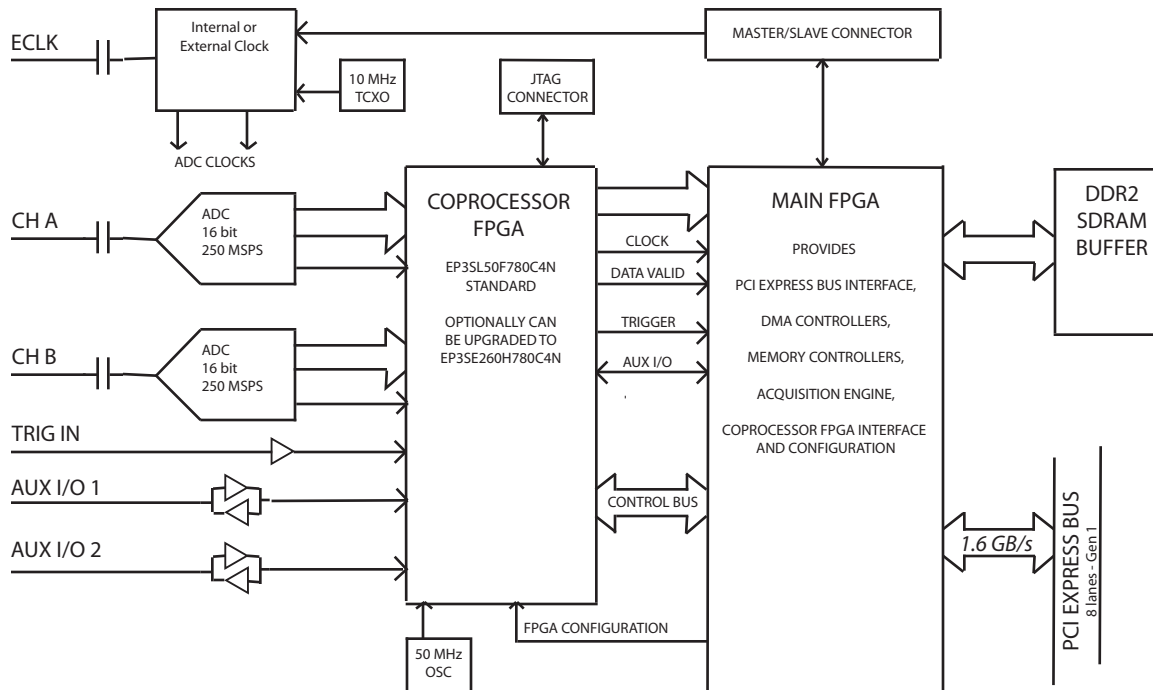 ECLK
Internal or
External Clock
MASTER/SLAVE CONNECTOR
10 MHz
TCXO
JTAG
CONNECTOR
ADC CLOCKS
CH A
ADC
16 bit
250 MSPS
COPROCESSOR
FPGA
EP3SL50F780C4N
STANDARD
OPTIONALLY CAN
BE UPGRADED TO
EP3SE260H780C4N
CLOCK
DATA VALID
TRIGGER
AUX I/O
MAIN FPGA
PROVIDES
PCI EXPRESS BUS INTERFACE,
DMA CONTROLLERS,
MEMORY CONTROLLERS,
ACQUISITION ENGINE,
COPROCESSOR FPGA INTERFACE
AND CONFIGURATION
DDR2
SDRAM
BUFFER
CH B
ADC
16 bit
250 MSPS
TRIG IN
AUX I/O 1
AUX I/O 2
CONTROL BUS
1.6 GB/s
PCI EXPRESS BUS
8 lanes - Gen 1
FPGA CONFIGURATION
50 MHz
OSC